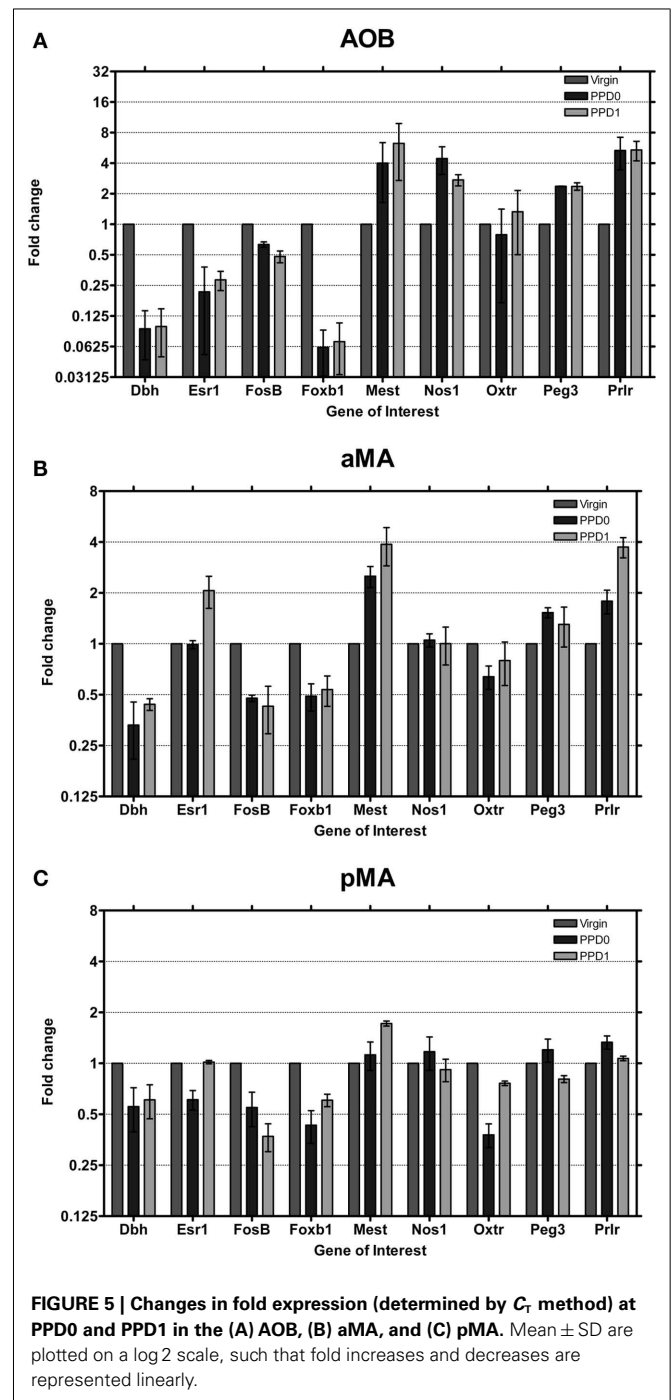 A
AOB
Fold change
32
16
8
4
2
1
0.5
0.25
0.125
0.0625
0.03125
Virgin
PPD0
PPD1
Dbh Esr1 FosB Foxb1 Mest Nos1 Oxtr Peg3 Prlr
Gene of Interest
B
aMA
Fold change
8
4
2
1
0.5
0.25
0.125
Virgin
PPD0
PPD1
Dbh Esr1 FosB Foxb1 Mest Nos1 Oxtr Peg3 Prlr
Gene of Interest
C
pMA
Fold change
8
4
2
1
0.5
0.25
0.125
Virgin
PPD0
PPD1
Dbh Esr1 FosB Foxb1 Mest Nos1 Oxtr Peg3 Prlr
Gene of Interest
FIGURE 5 | Changes in fold expression (determined by CT method) at
PPD0 and PPD1 in the (A) AOB, (B) aMA, and (C) pMA. Mean ± SD are
plotted on a log 2 scale, such that fold increases and decreases are
represented linearly.